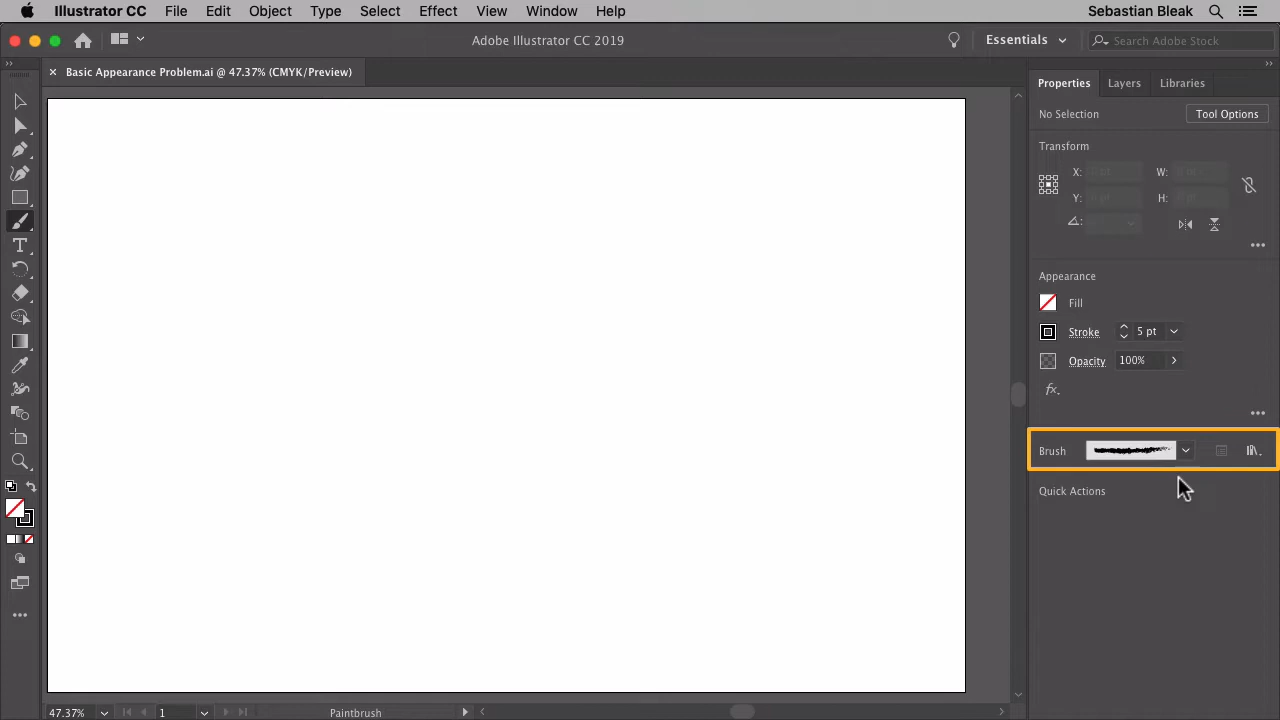 Illustrator CC File Edit Object Type Select Effect View Window Help Sebastian Bleak
Adobe Illustrator CC 2019 Essentials Search Adobe Stock
× Basic Appearance Problem.ai @ 47.37% (CMYK/Preview)
Properties Layers Libraries
No Selection Tool Options
Transform
X: W:
Y: H:
Appearance
Fill
Stroke 5 pt
Opacity 100%
fx.
Brush
Quick Actions
47.37% 1 Paintbrush